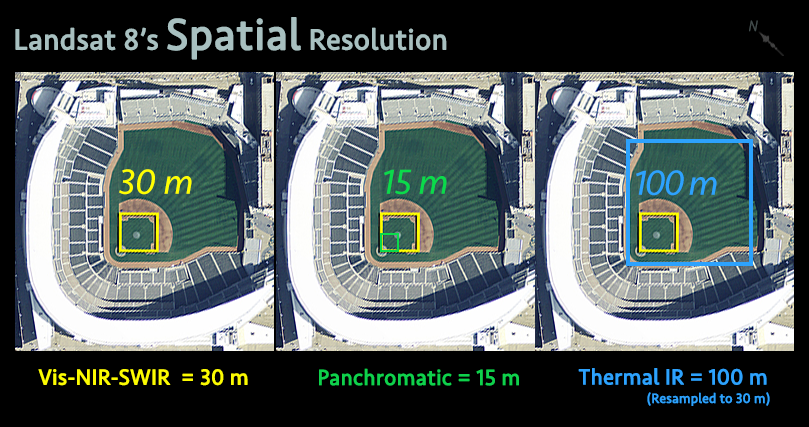 Landsat 8's Spatial Resolution
N
30 m
15 m
100 m
Vis-NIR-SWIR = 30 m
Panchromatic = 15 m
Thermal IR = 100 m
(Resampled to 30 m)